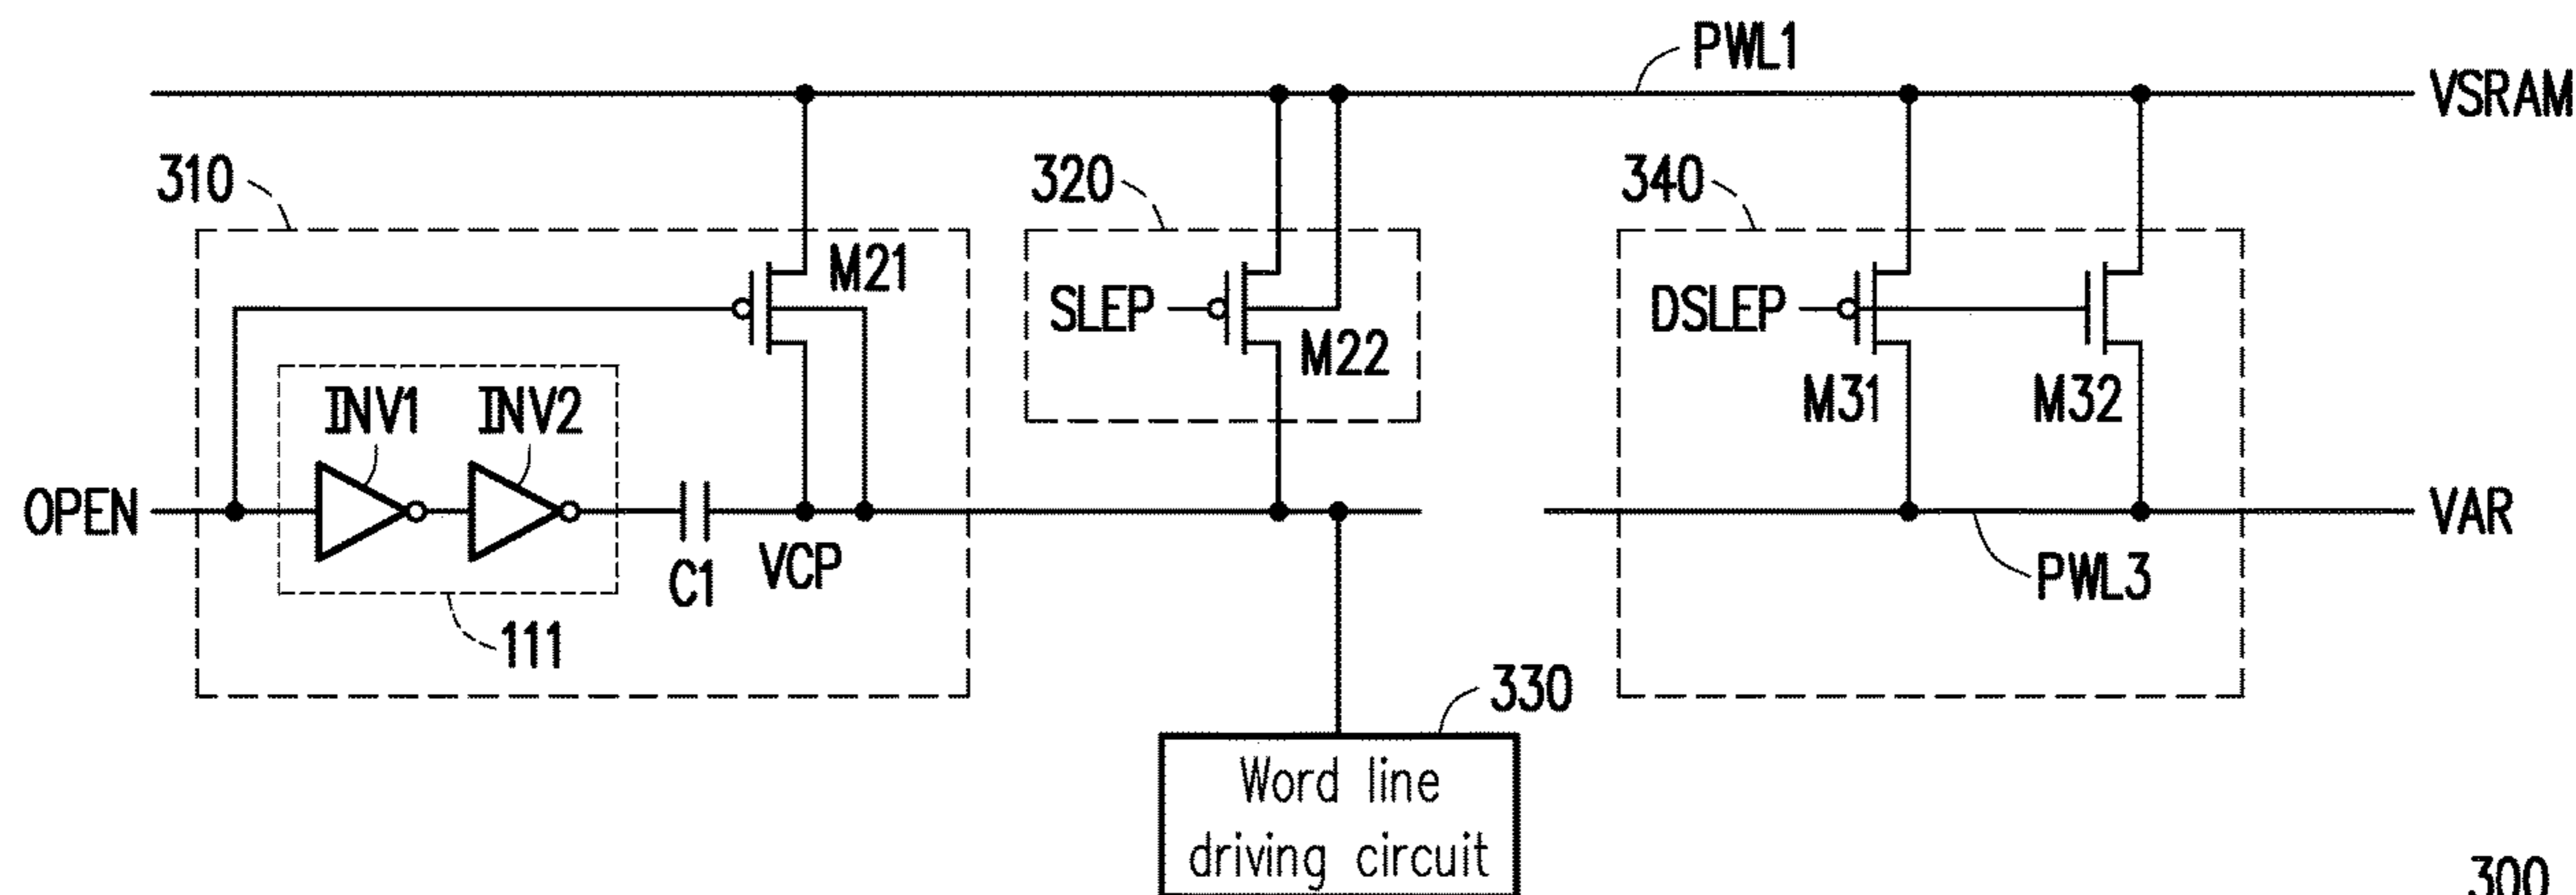 PWL1
VSRAM
310
320
340
M21
SLEP
M22
DSLEP
M31
M32
INV1
INV2
OPEN
C1
VCP
VAR
PWL3
111
330
Word line
driving circuit
300